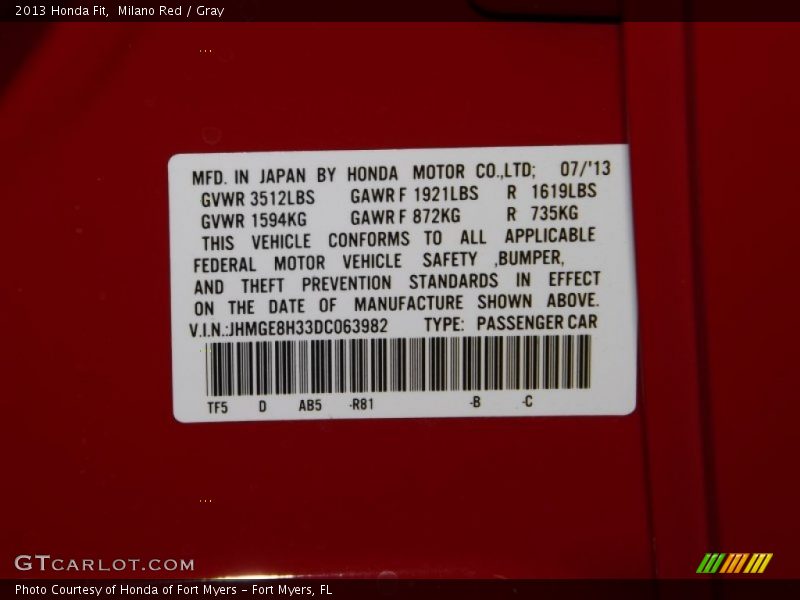 2013 Honda Fit,  Milano Red / Gray
MFD. IN JAPAN BY HONDA MOTOR CO.,LTD; 07/'13
GVWR 3512LBS GAWR F 1921LBS R 1619LBS
GVWR 1594KG GAWR F 872KG R 735KG
THIS VEHICLE CONFORMS TO ALL APPLICABLE
FEDERAL MOTOR VEHICLE SAFETY ,BUMPER,
AND THEFT PREVENTION STANDARDS IN EFFECT
ON THE DATE OF MANUFACTURE SHOWN ABOVE.
V.I.N.:JHMGE8H33DC063982 TYPE: PASSENGER CAR
TF5 D AB5 -R81 -B -C
GTCARLOT.COM
Photo Courtesy of Honda of Fort Myers - Fort Myers, FL